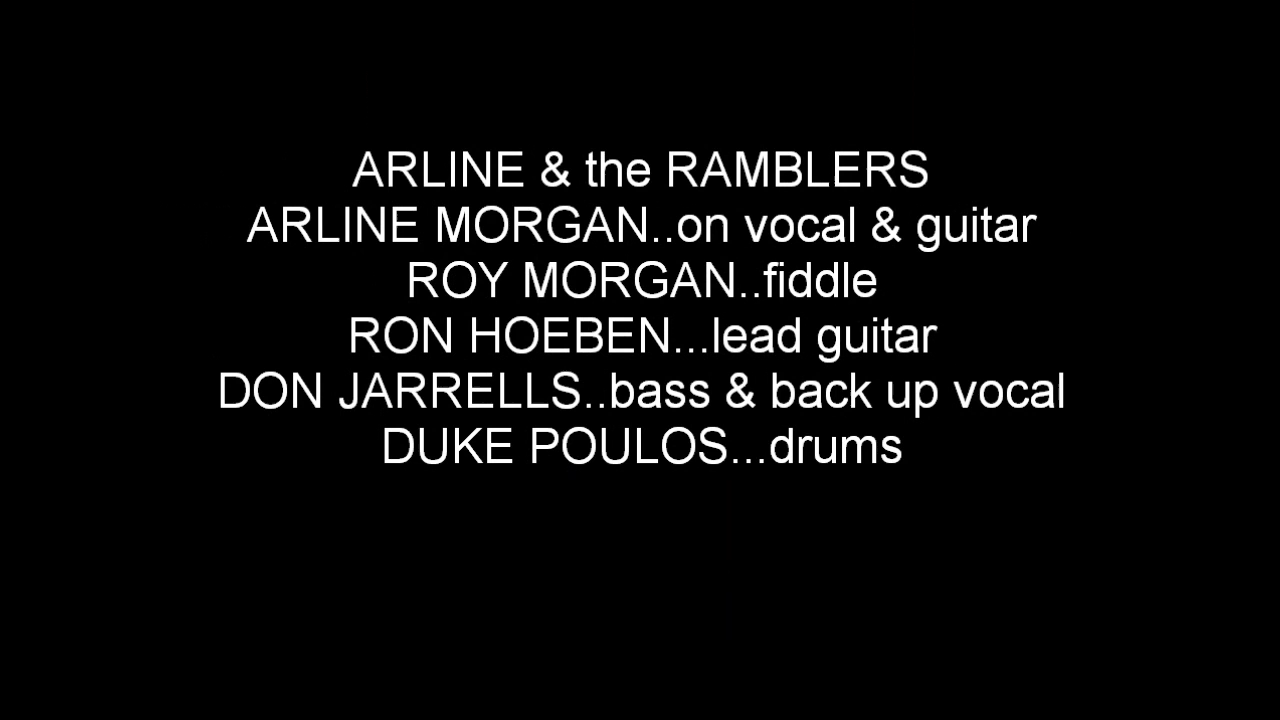 ARLINE & the RAMBLERS
ARLINE MORGAN..on vocal & guitar
ROY MORGAN..fiddle
RON HOEBEN...lead guitar
DON JARRELLS..bass & back up vocal
DUKE POULOS...drums